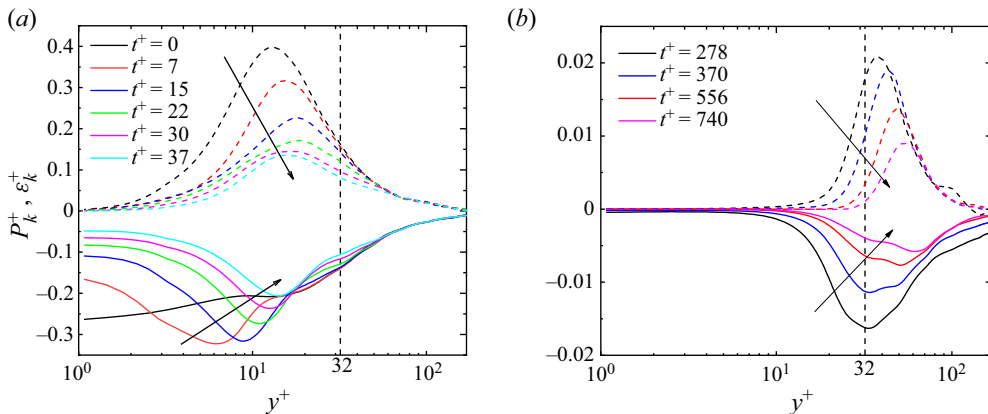 (a)
t⁺ = 0
t⁺ = 7
t⁺ = 15
t⁺ = 22
t⁺ = 30
t⁺ = 37
0.4
0.3
0.2
0.1
0
–0.1
–0.2
–0.3
P_k⁺, ε_k⁺
10⁰
10¹
32
10²
y⁺
(b)
t⁺ = 278
t⁺ = 370
t⁺ = 556
t⁺ = 740
0.02
0.01
0
–0.01
–0.02
10⁰
10¹
32
10²
y⁺